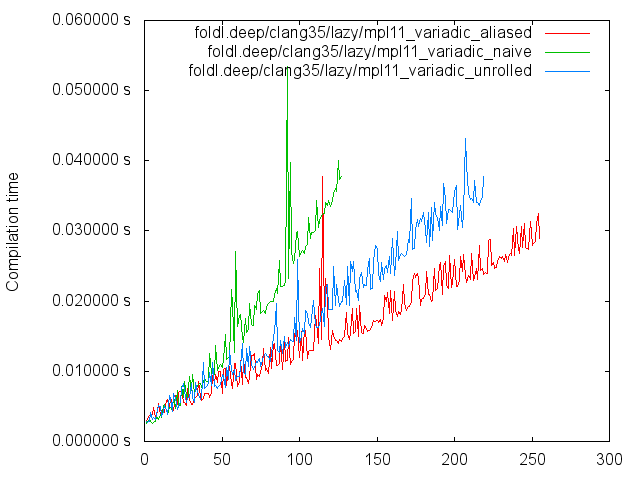 0.060000 s
foldl.deep/clang35/lazy/mpl11_variadic_aliased
foldl.deep/clang35/lazy/mpl11_variadic_naive
foldl.deep/clang35/lazy/mpl11_variadic_unrolled
0.050000 s
0.040000 s
0.030000 s
0.020000 s
0.010000 s
0.000000 s
Compilation time
0 50 100 150 200 250 300